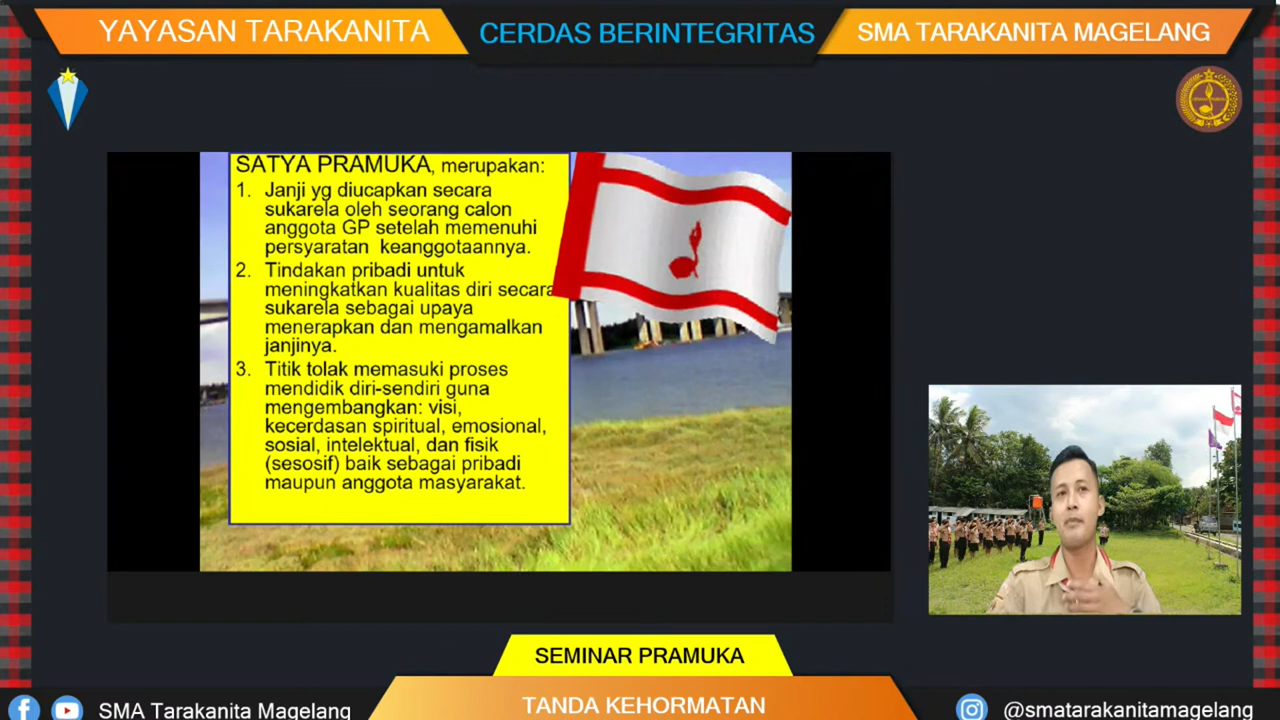 YAYASAN TARAKANITA
CERDAS BERINTEGRITAS
SMA TARAKANITA MAGELANG
SATYA PRAMUKA, merupakan:
1. Janji yg diucapkan secara
sukarela oleh seorang calon
anggota GP setelah memenuhi
persyaratan keanggotaannya.
2. Tindakan pribadi untuk
meningkatkan kualitas diri secara
sukarela sebagai upaya
menerapkan dan mengamalkan
janjinya.
3. Titik tolak memasuki proses
mendidik diri-sendiri guna
mengembangkan: visi,
kecerdasan spiritual, emosional,
sosial, intelektual, dan fisik
(sesosif) baik sebagai pribadi
maupun anggota masyarakat.
SEMINAR PRAMUKA
TANDA KEHORMATAN
SMA Tarakanita Magelang
@smatarakanitamagelang